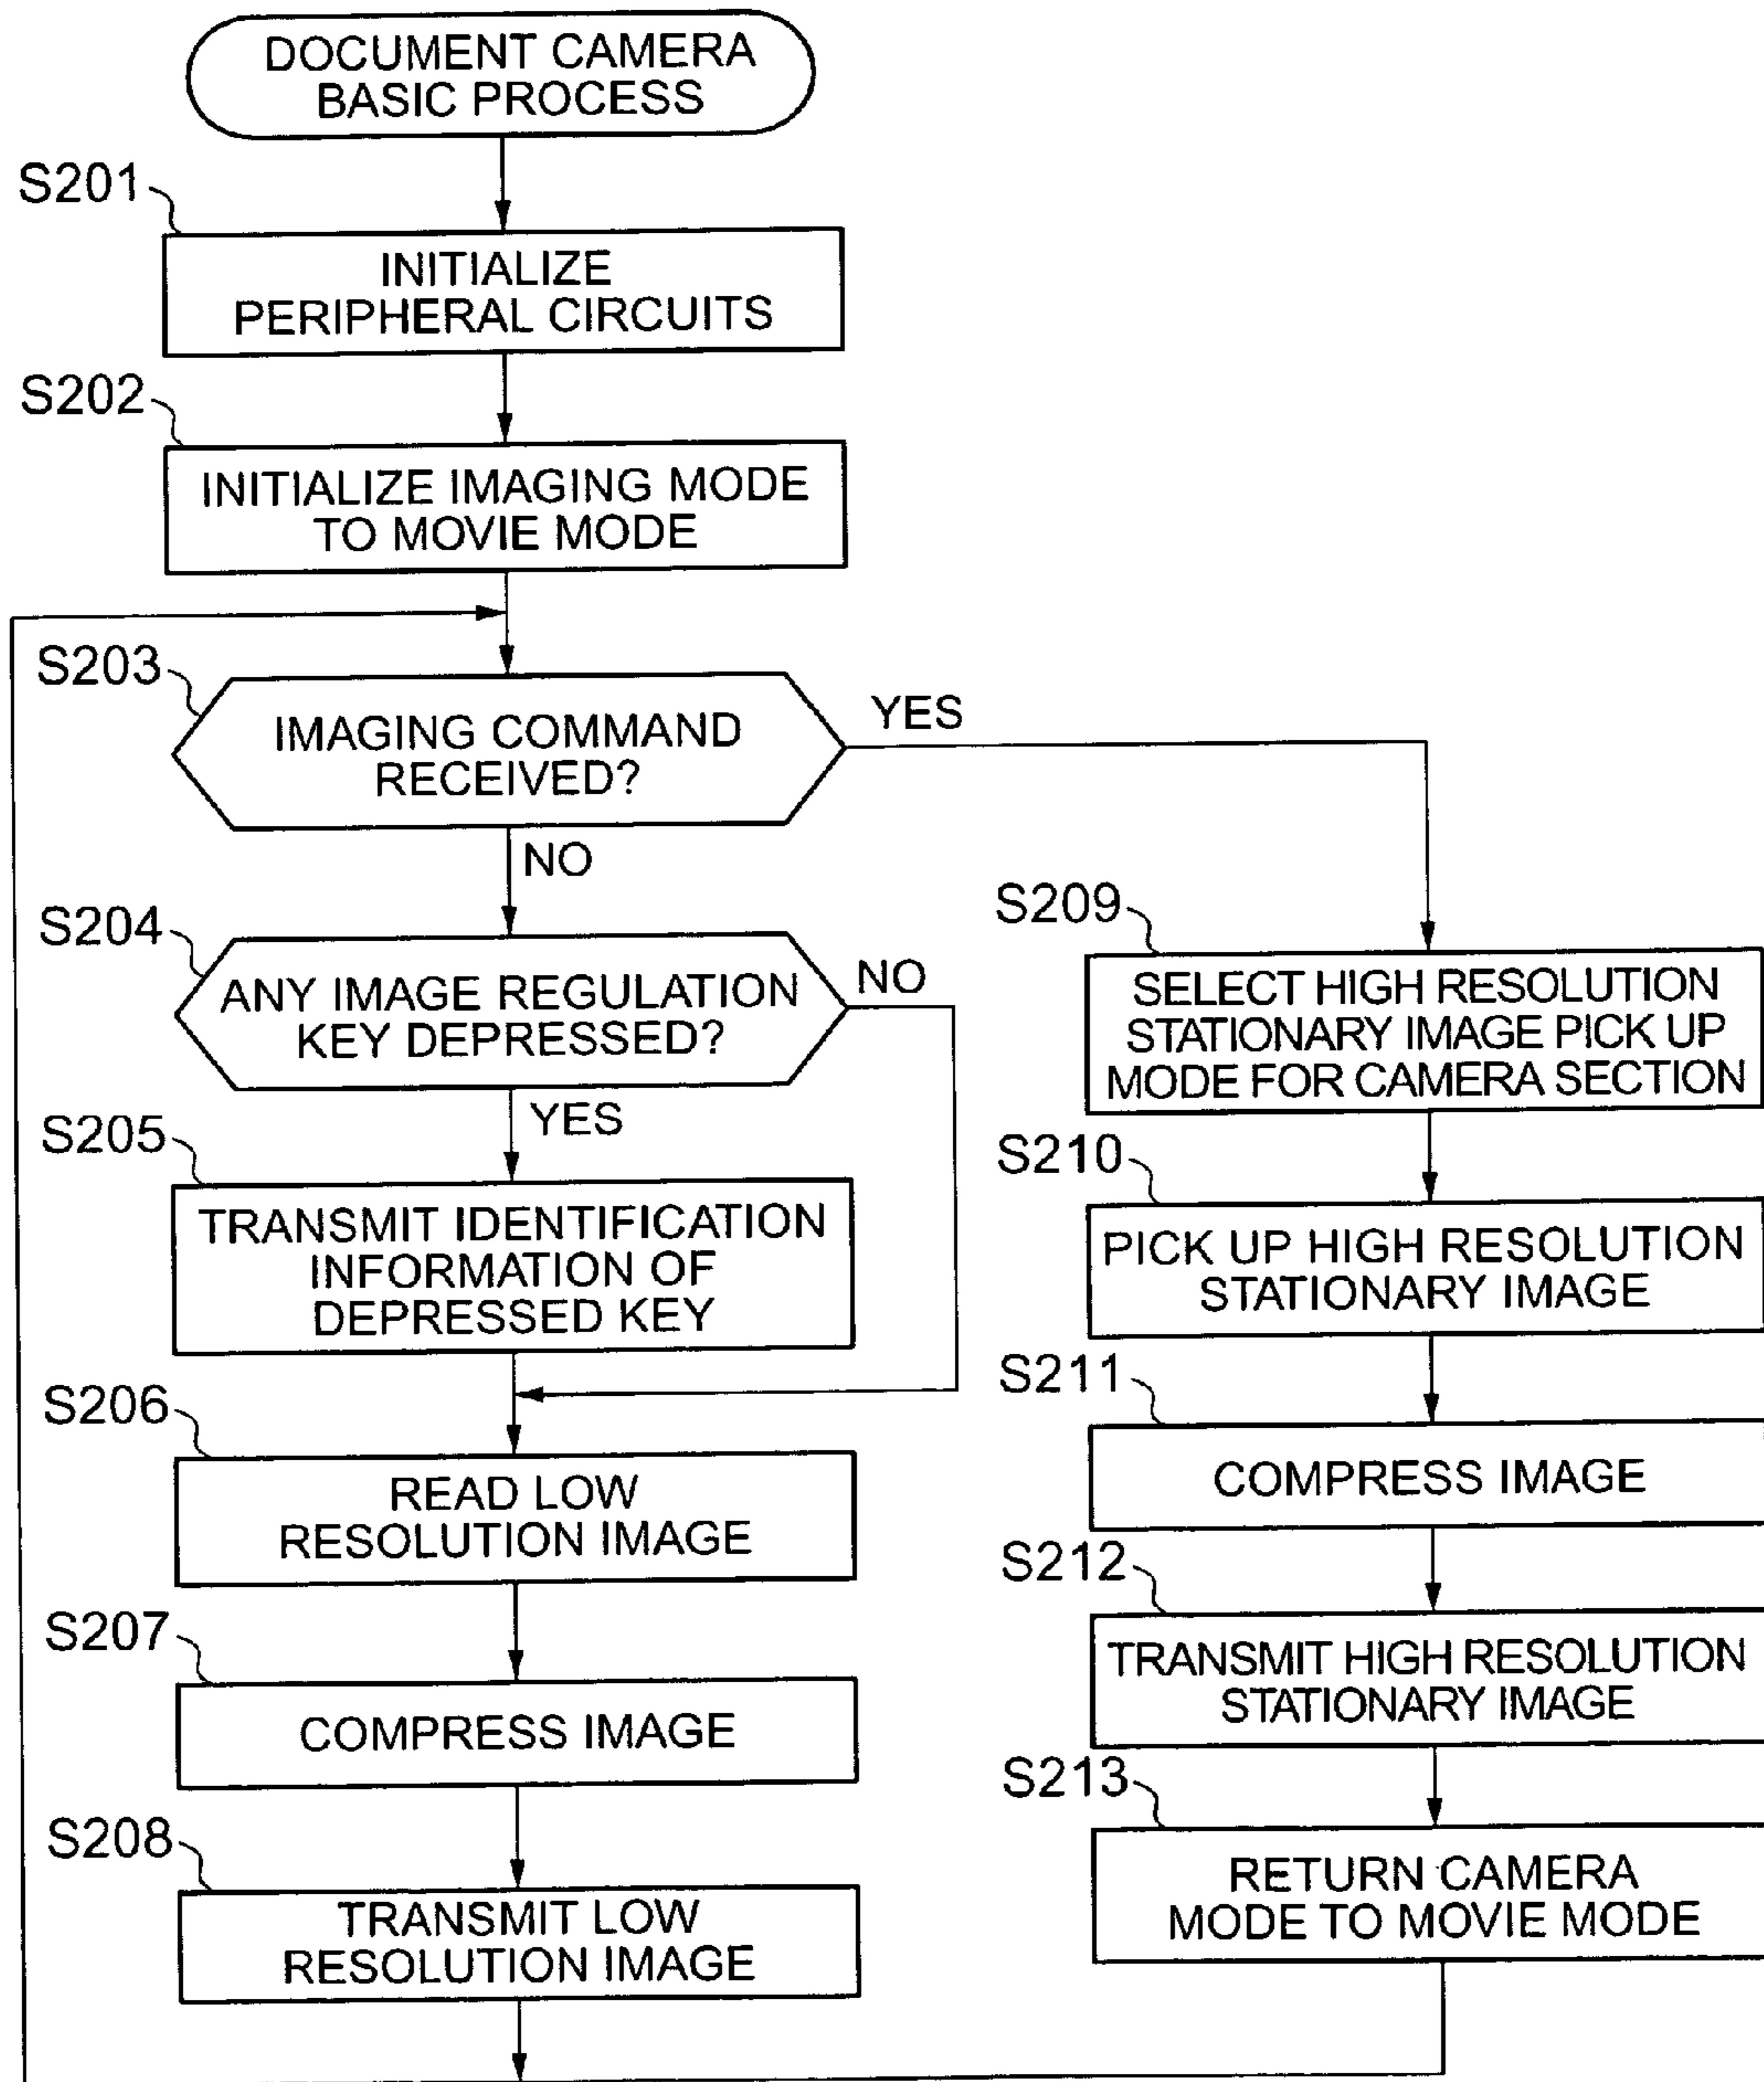 DOCUMENT CAMERA
BASIC PROCESS
S201
INITIALIZE
PERIPHERAL CIRCUITS
S202
INITIALIZE IMAGING MODE
TO MOVIE MODE
S203
IMAGING COMMAND
RECEIVED?
YES
NO
S204
ANY IMAGE REGULATION
KEY DEPRESSED?
NO
YES
S205
TRANSMIT IDENTIFICATION
INFORMATION OF
DEPRESSED KEY
S206
READ LOW
RESOLUTION IMAGE
S207
COMPRESS IMAGE
S208
TRANSMIT LOW
RESOLUTION IMAGE
S209
SELECT HIGH RESOLUTION
STATIONARY IMAGE PICK UP
MODE FOR CAMERA SECTION
S210
PICK UP HIGH RESOLUTION
STATIONARY IMAGE
S211
COMPRESS IMAGE
S212
TRANSMIT HIGH RESOLUTION
STATIONARY IMAGE
S213
RETURN CAMERA
MODE TO MOVIE MODE